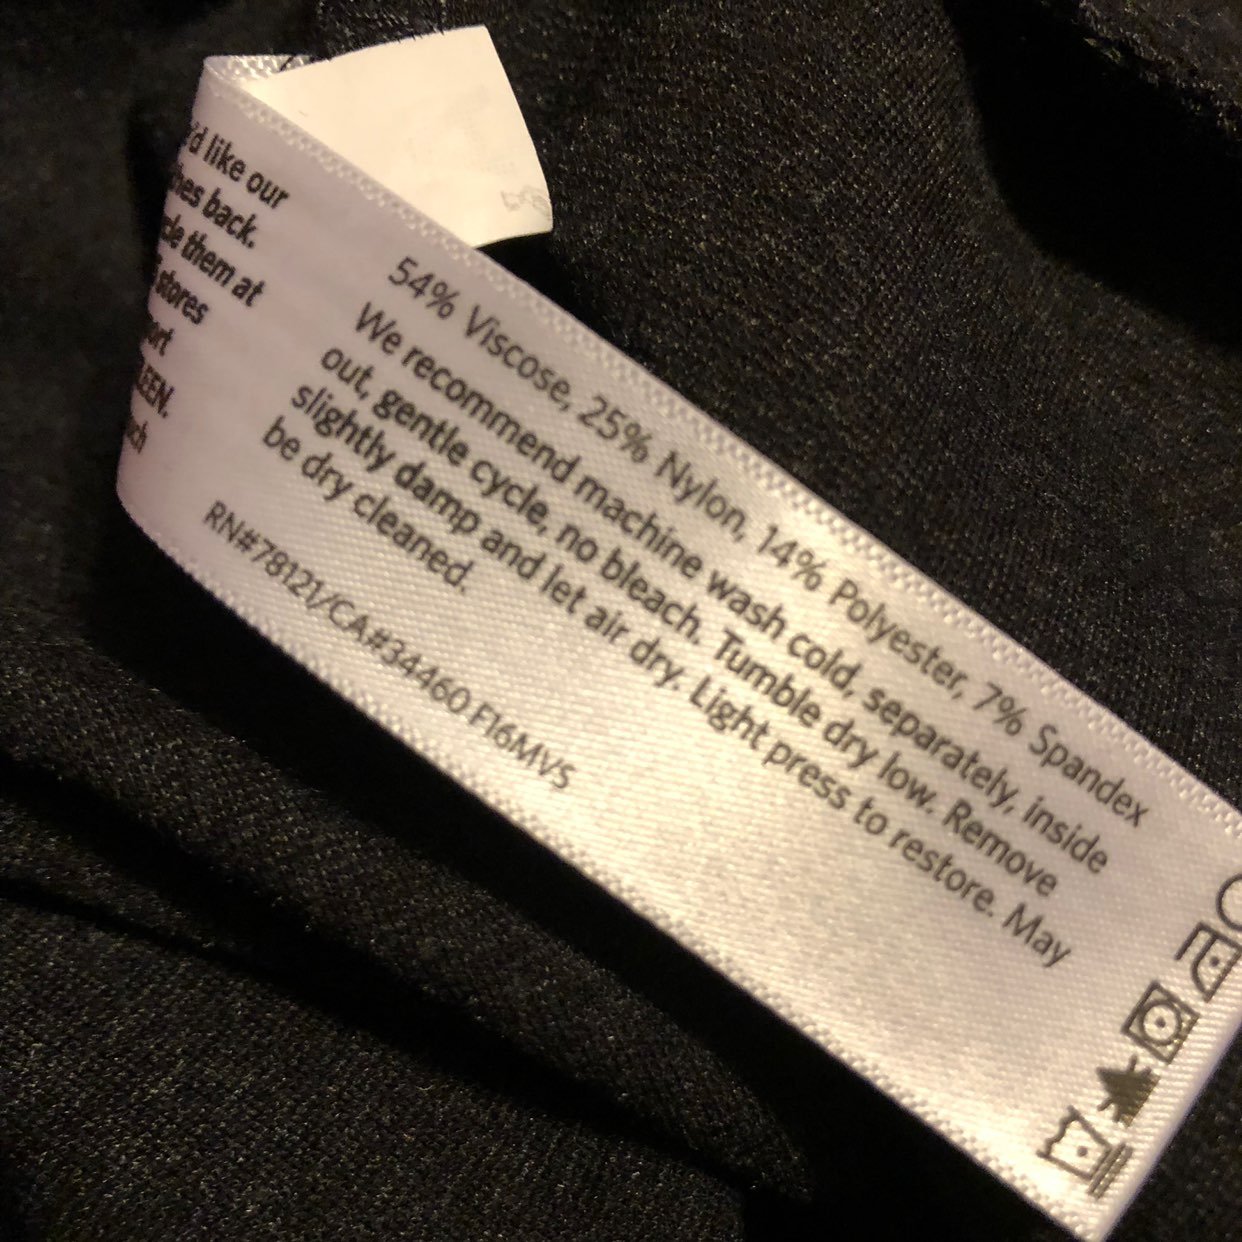 'd like our
back.
them at
stores
54% Viscose, 25% Nylon, 14% Polyester, 7% Spandex
We recommend machine wash cold, separately, inside
out, gentle cycle, no bleach. Tumble dry low. Remove
slightly damp and let air dry. Light press to restore. May
be dry cleaned.
RN#78121/CA#34460 F16MVS